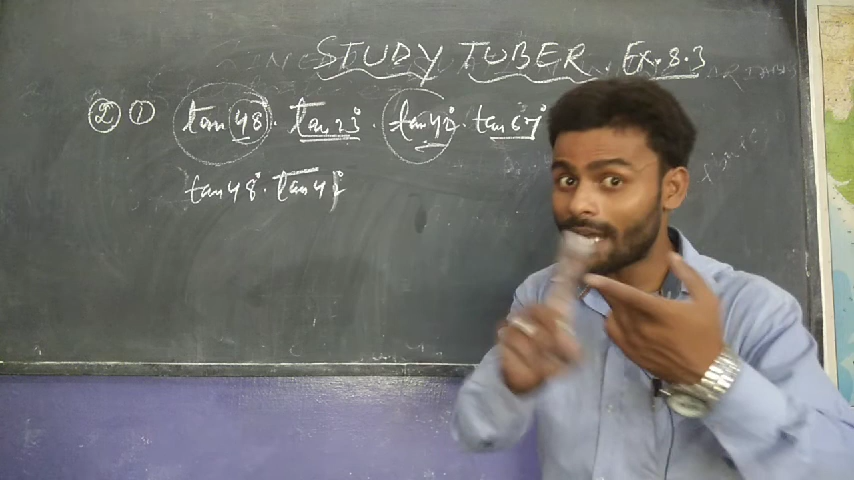 STUDY TUBER Ex. 8.3
② ① tan 48° . tan 23° . tan 42° . tan 67°
tan 48° . tan 42°